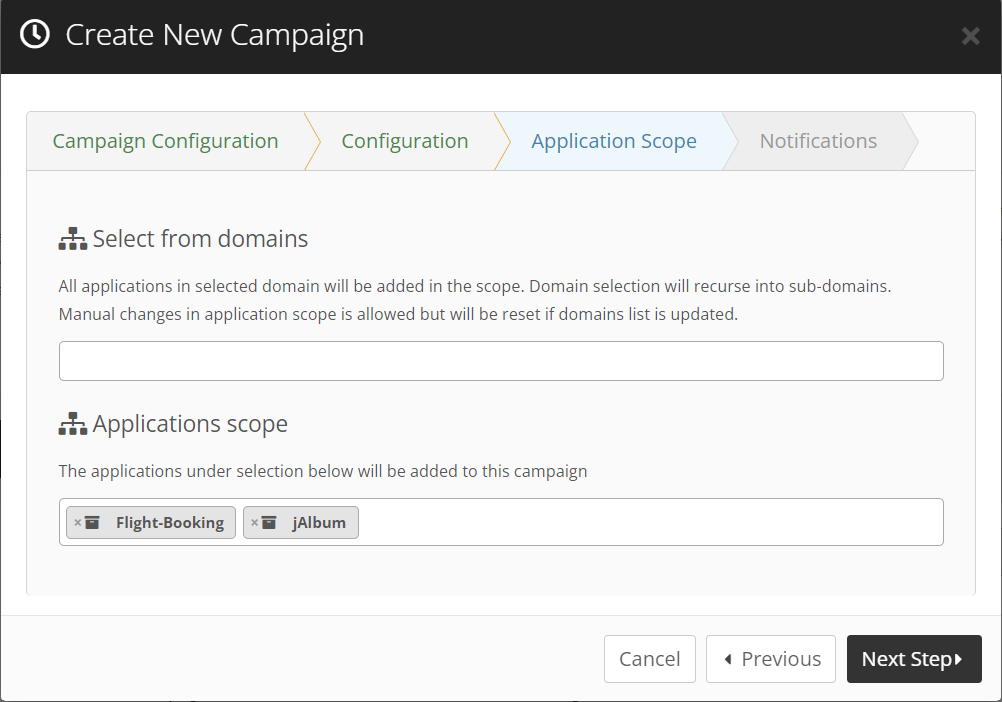 Create New Campaign
Campaign Configuration
Configuration
Application Scope
Notifications
Select from domains
All applications in selected domain will be added in the scope. Domain selection will recurse into sub-domains.
Manual changes in application scope is allowed but will be reset if domains list is updated.
Applications scope
The applications under selection below will be added to this campaign
× Flight-Booking × jAlbum
Cancel
Previous
Next Step